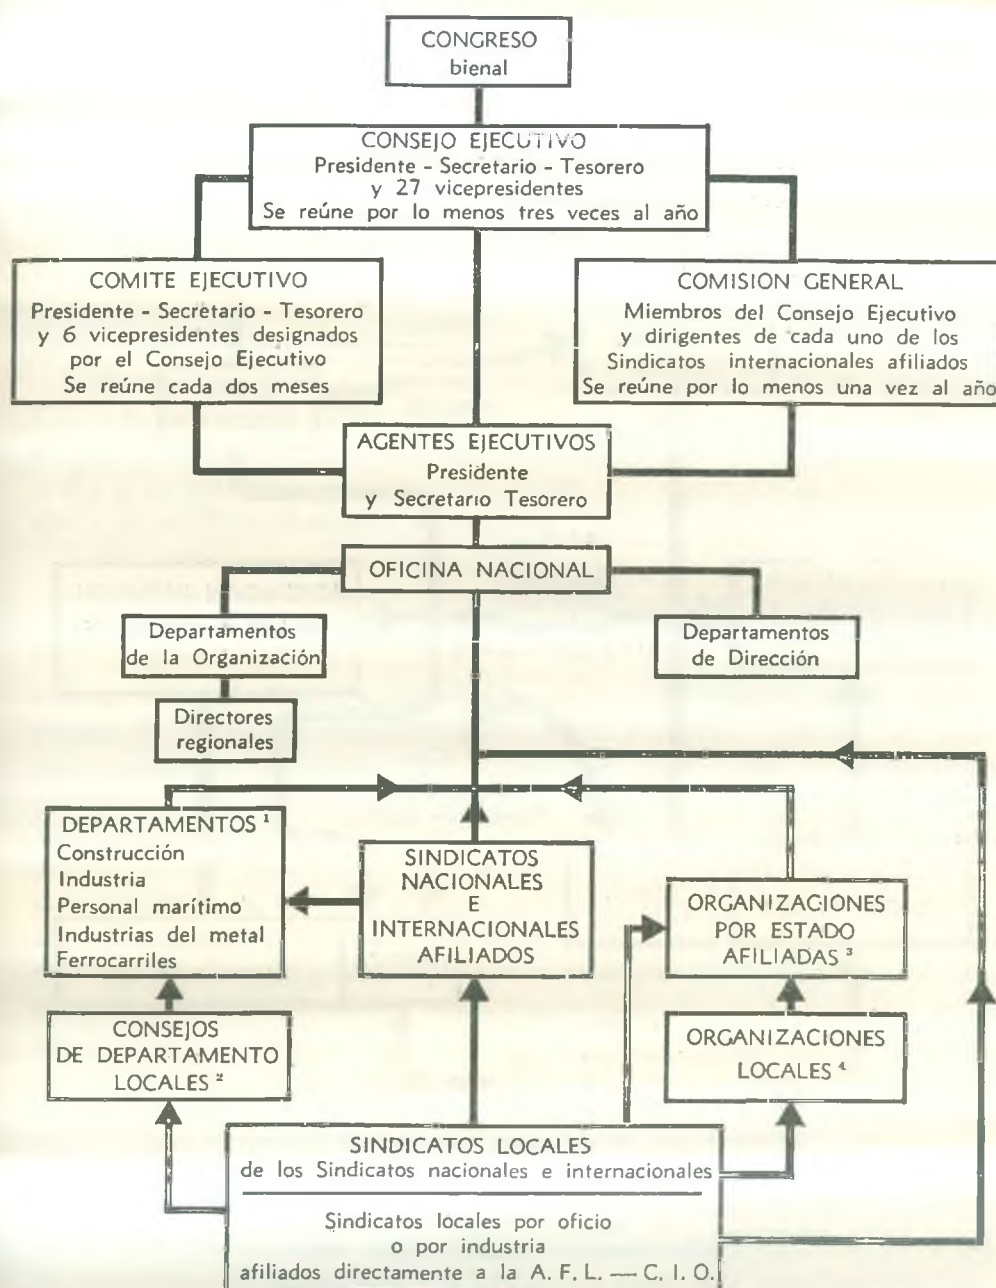 CONGRESO
bienal
CONSEJO EJECUTIVO
Presidente - Secretario - Tesorero
y 27 vicepresidentes
Se reúne por lo menos tres veces al año
COMITE EJECUTIVO
Presidente - Secretario - Tesorero
y 6 vicepresidentes designados
por el Consejo Ejecutivo
Se reúne cada dos meses
COMISION GENERAL
Miembros del Consejo Ejecutivo
y dirigentes de cada uno de los
Sindicatos internacionales afiliados
Se reúne por lo menos una vez al año
AGENTES EJECUTIVOS
Presidente
y Secretario Tesorero
OFICINA NACIONAL
Departamentos
de la Organización
Departamentos
de Dirección
Directores
regionales
DEPARTAMENTOS ¹
Construcción
Industria
Personal marítimo
Industrias del metal
Ferrocarriles
SINDICATOS
NACIONALES
E
INTERNACIONALES
AFILIADOS
ORGANIZACIONES
POR ESTADO
AFILIADAS ³
CONSEJOS
DE DEPARTAMENTO
LOCALES ²
ORGANIZACIONES
LOCALES ⁴
SINDICATOS LOCALES
de los Sindicatos nacionales e internacionales
Sindicatos locales por oficio
o por industria
afiliados directamente a la A. F. L. — C. I. O.